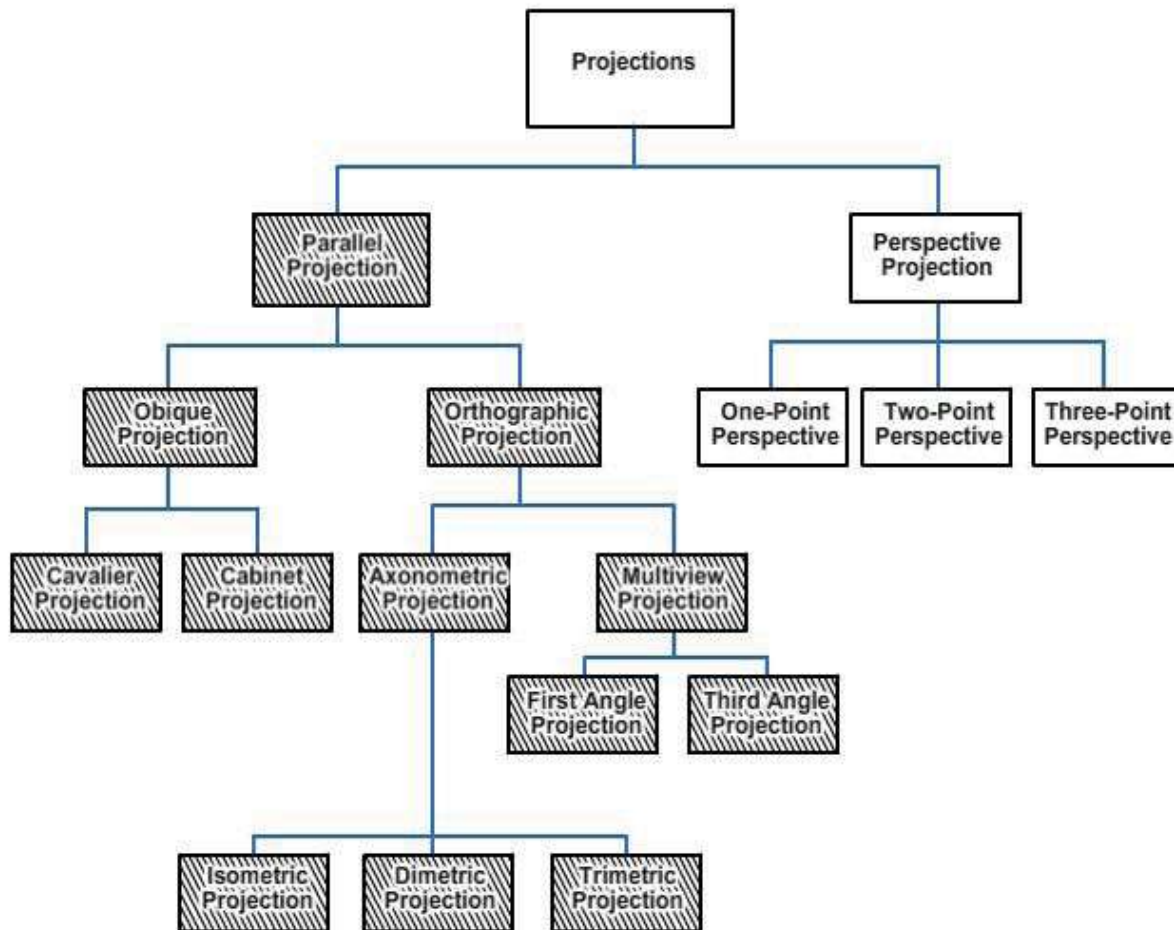 Projections
Parallel
Projection
Perspective
Projection
Obique
Projection
Orthographic
Projection
One-Point
Perspective
Two-Point
Perspective
Three-Point
Perspective
Cavalier
Projection
Cabinet
Projection
Axonometric
Projection
Multiview
Projection
First Angle
Projection
Third Angle
Projection
Isometric
Projection
Dimetric
Projection
Trimetric
Projection